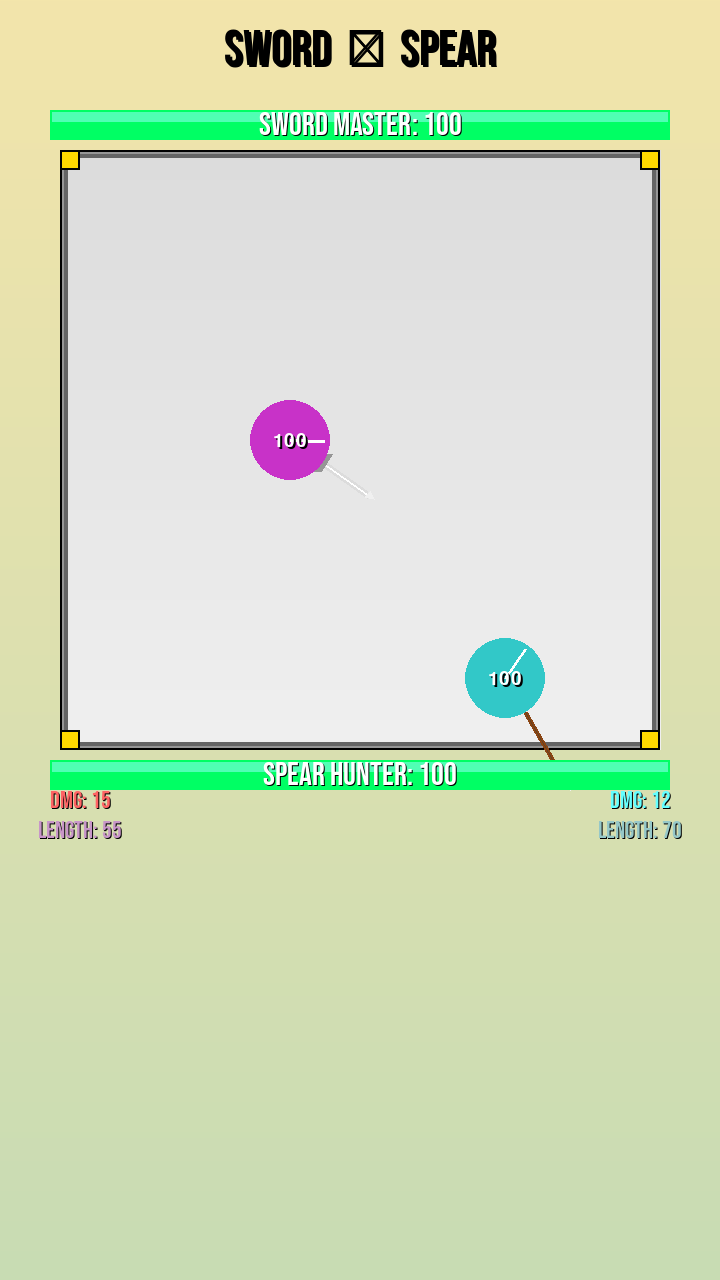 SWORD ☒ SPEAR
SWORD MASTER: 100
100
100
SPEAR HUNTER: 100
DMG: 15 DMG: 12
LENGTH: 55 LENGTH: 70